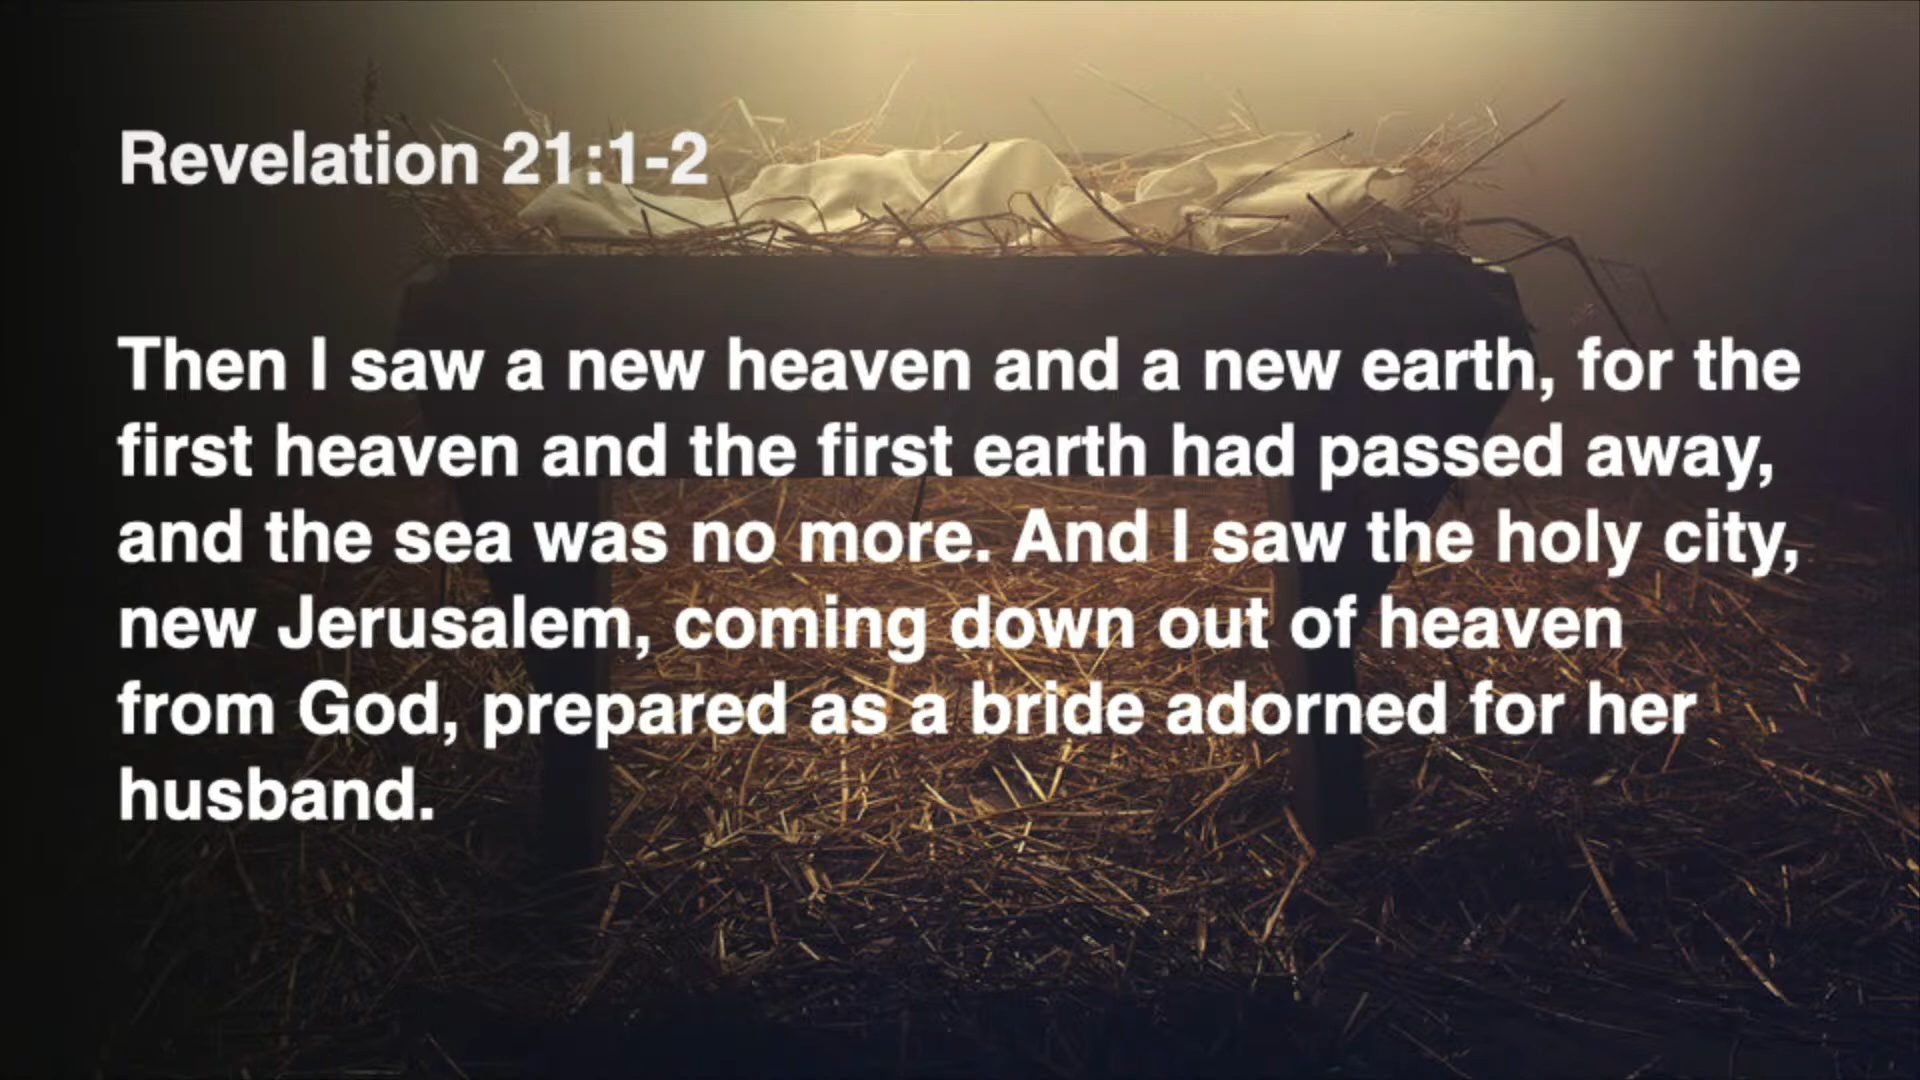 Revelation 21:1-2
Then I saw a new heaven and a new earth, for the
first heaven and the first earth had passed away,
and the sea was no more. And I saw the holy city,
new Jerusalem, coming down out of heaven
from God, prepared as a bride adorned for her
husband.